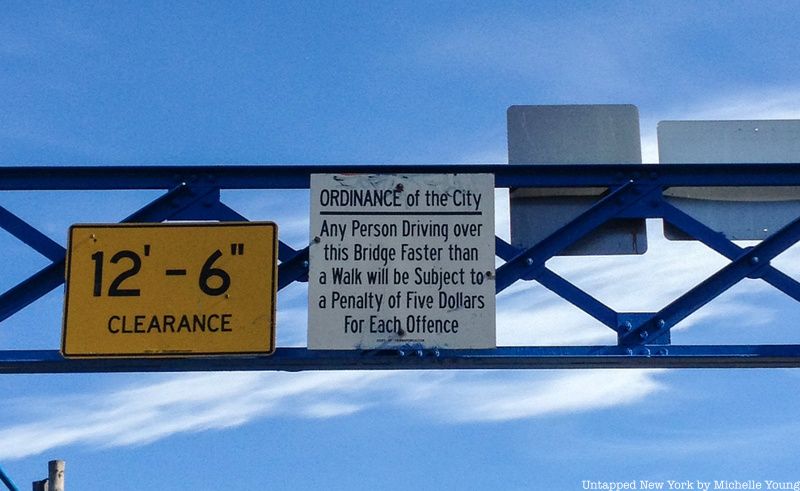 12' - 6"
CLEARANCE
ORDINANCE of the City
Any Person Driving over
this Bridge Faster than
a Walk will be Subject to
a Penalty of Five Dollars
For Each Offence
Untapped New York by Michelle Young